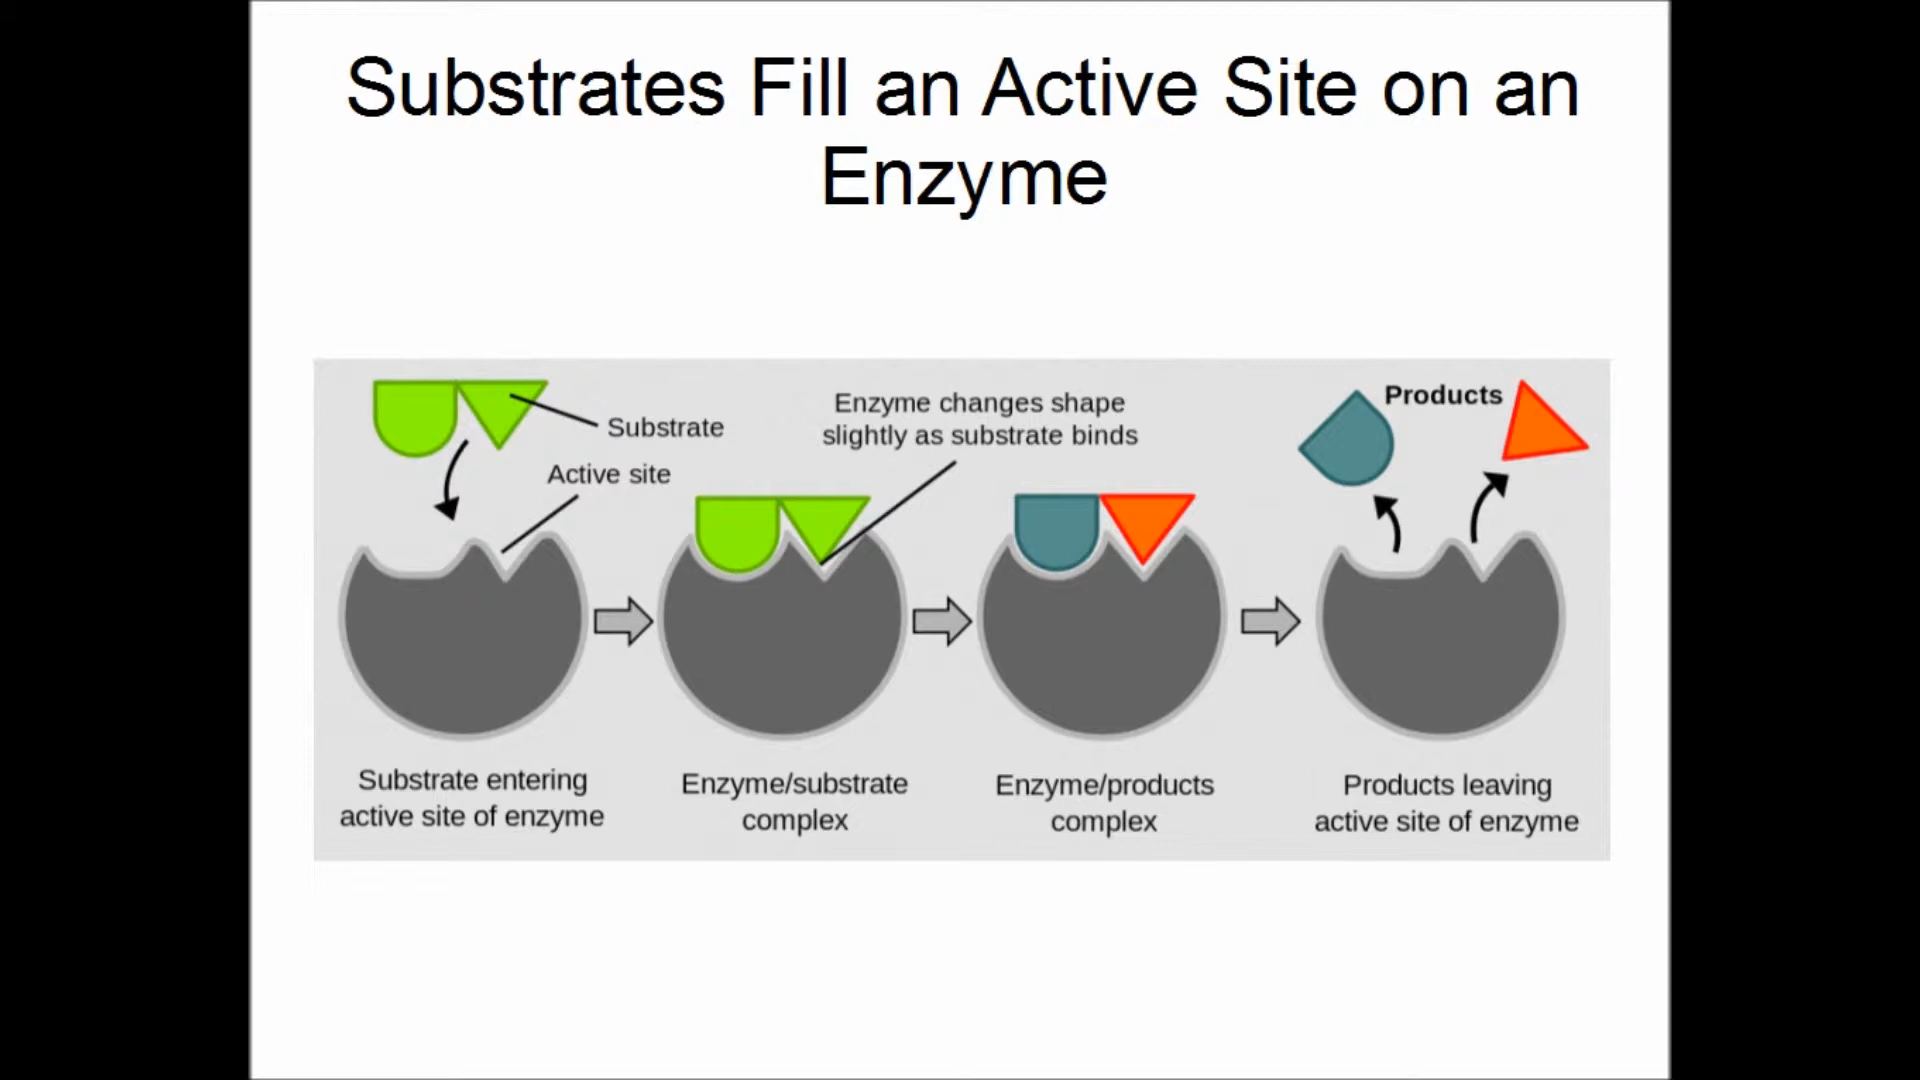 Substrates Fill an Active Site on an
Enzyme
Substrate
Active site
Enzyme changes shape
slightly as substrate binds
Products
Substrate entering
active site of enzyme
Enzyme/substrate
complex
Enzyme/products
complex
Products leaving
active site of enzyme